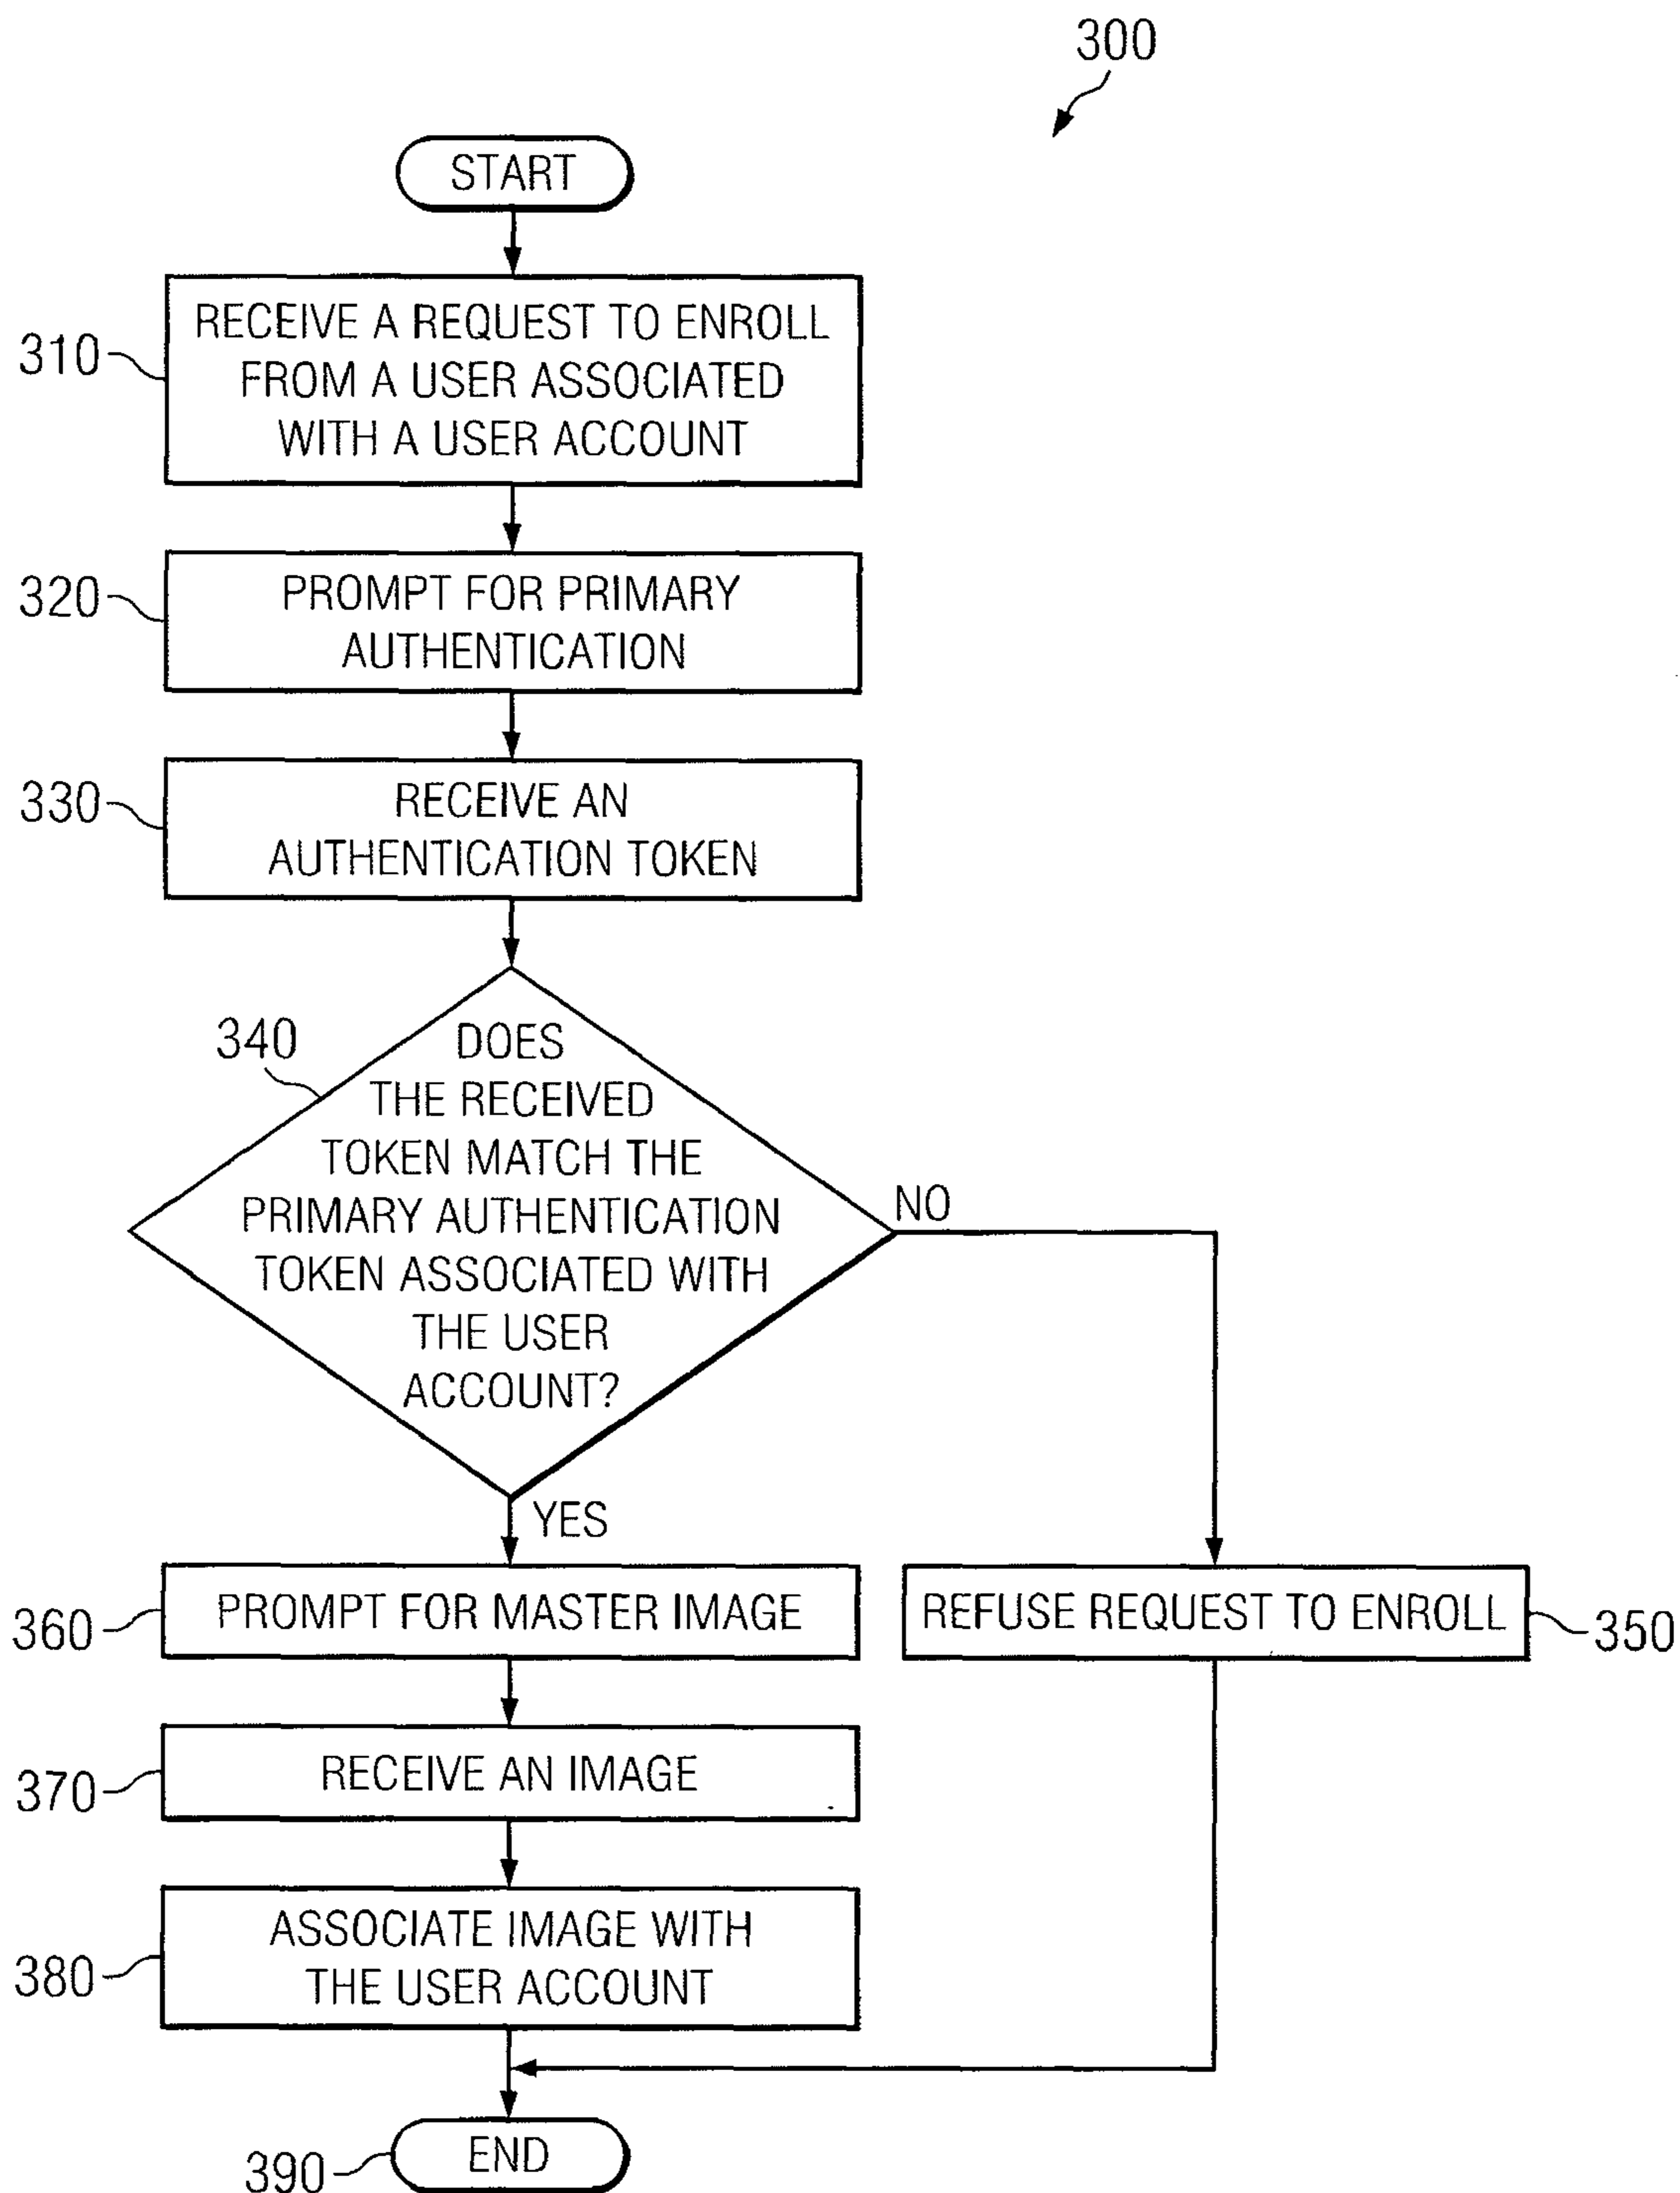 300
START
310
RECEIVE A REQUEST TO ENROLL
FROM A USER ASSOCIATED
WITH A USER ACCOUNT
320
PROMPT FOR PRIMARY
AUTHENTICATION
330
RECEIVE AN
AUTHENTICATION TOKEN
340
DOES
THE RECEIVED
TOKEN MATCH THE
PRIMARY AUTHENTICATION
TOKEN ASSOCIATED WITH
THE USER
ACCOUNT?
NO
YES
360
PROMPT FOR MASTER IMAGE
REFUSE REQUEST TO ENROLL
350
370
RECEIVE AN IMAGE
380
ASSOCIATE IMAGE WITH
THE USER ACCOUNT
390
END